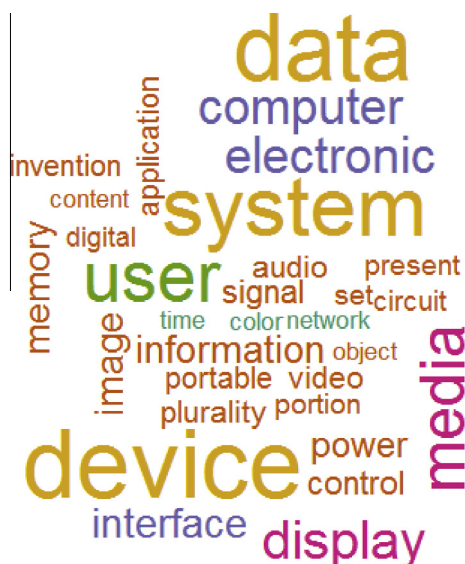 data
computer
application
electronic
invention
content
system
digital
memory
user
audio
present
signal
set
circuit
time
color
network
image
information
object
portable
video
media
plurality
portion
device
power
control
interface
display